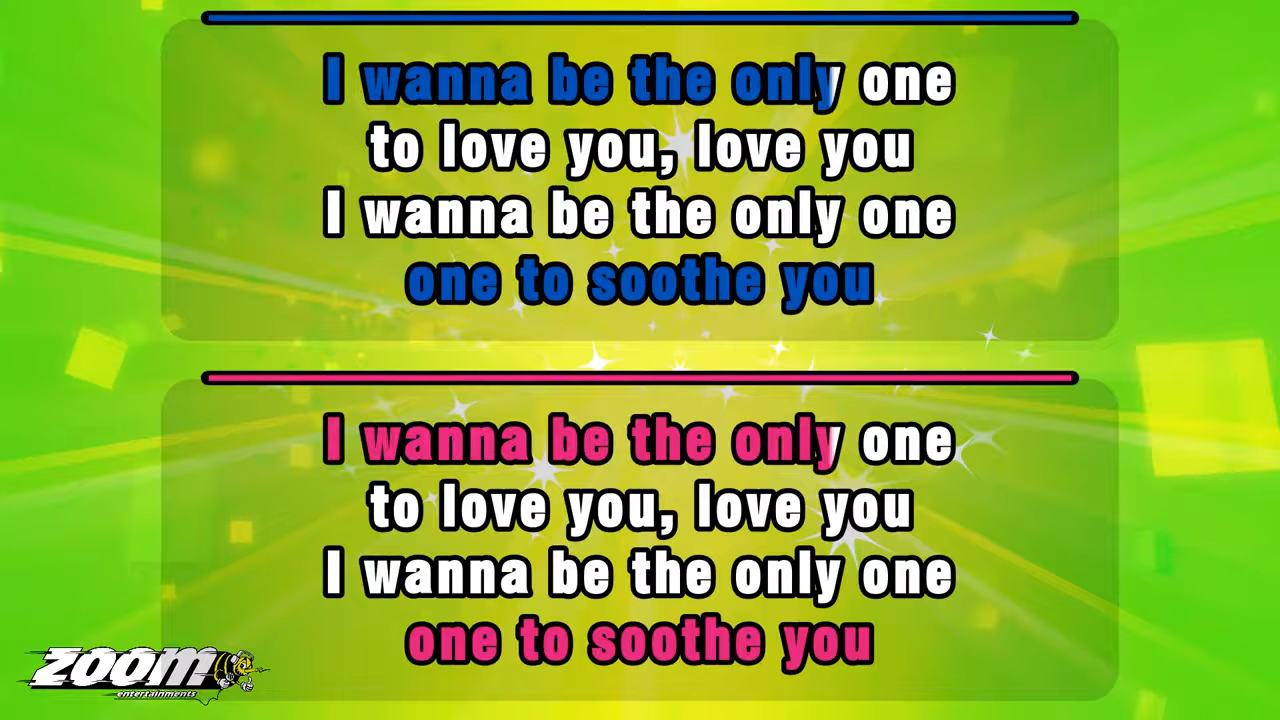 I wanna be the only one
to love you, love you
I wanna be the only one
one to soothe you
I wanna be the only one
to love you, love you
I wanna be the only one
one to soothe you
zoom
entertainments